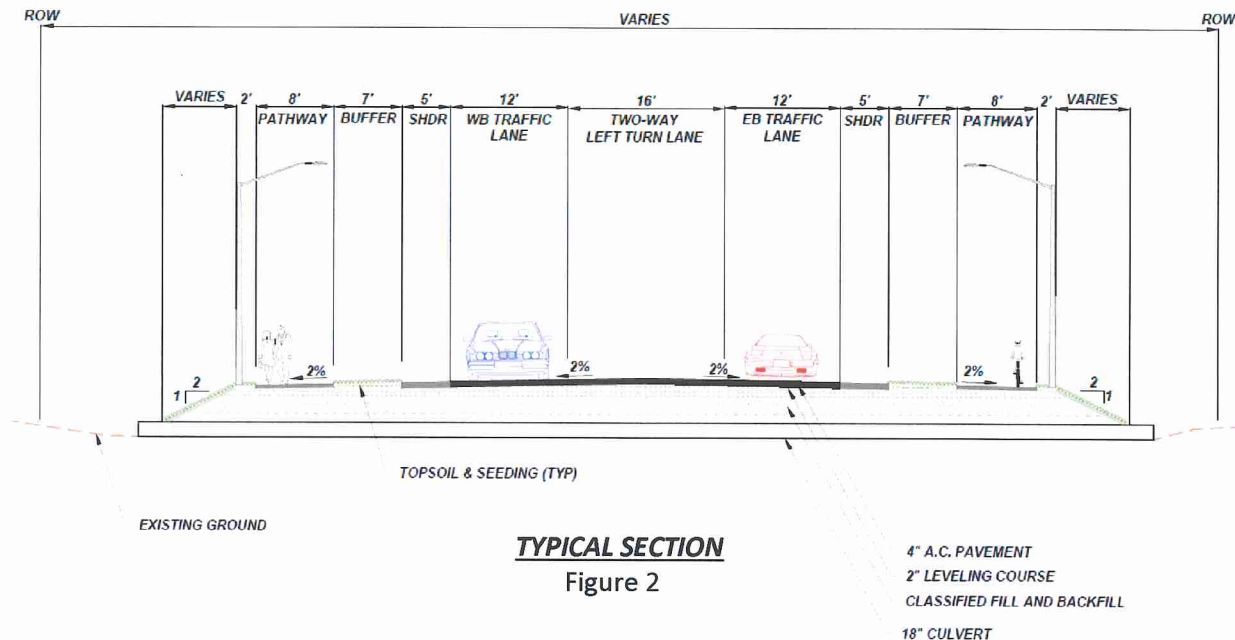 ROW
VARIES
ROW
VARIES 2' 8' 7' 5' 12' 16' 12' 5' 7' 8' 2' VARIES
PATHWAY BUFFER SHDR WB TRAFFIC TWO-WAY EB TRAFFIC SHDR BUFFER PATHWAY
LANE LEFT TURN LANE LANE
2% 2% 2% 2%
2 2
1 1
TOPSOIL & SEEDING (TYP)
EXISTING GROUND
TYPICAL SECTION
Figure 2
4" A.C. PAVEMENT
2" LEVELING COURSE
CLASSIFIED FILL AND BACKFILL
18" CULVERT